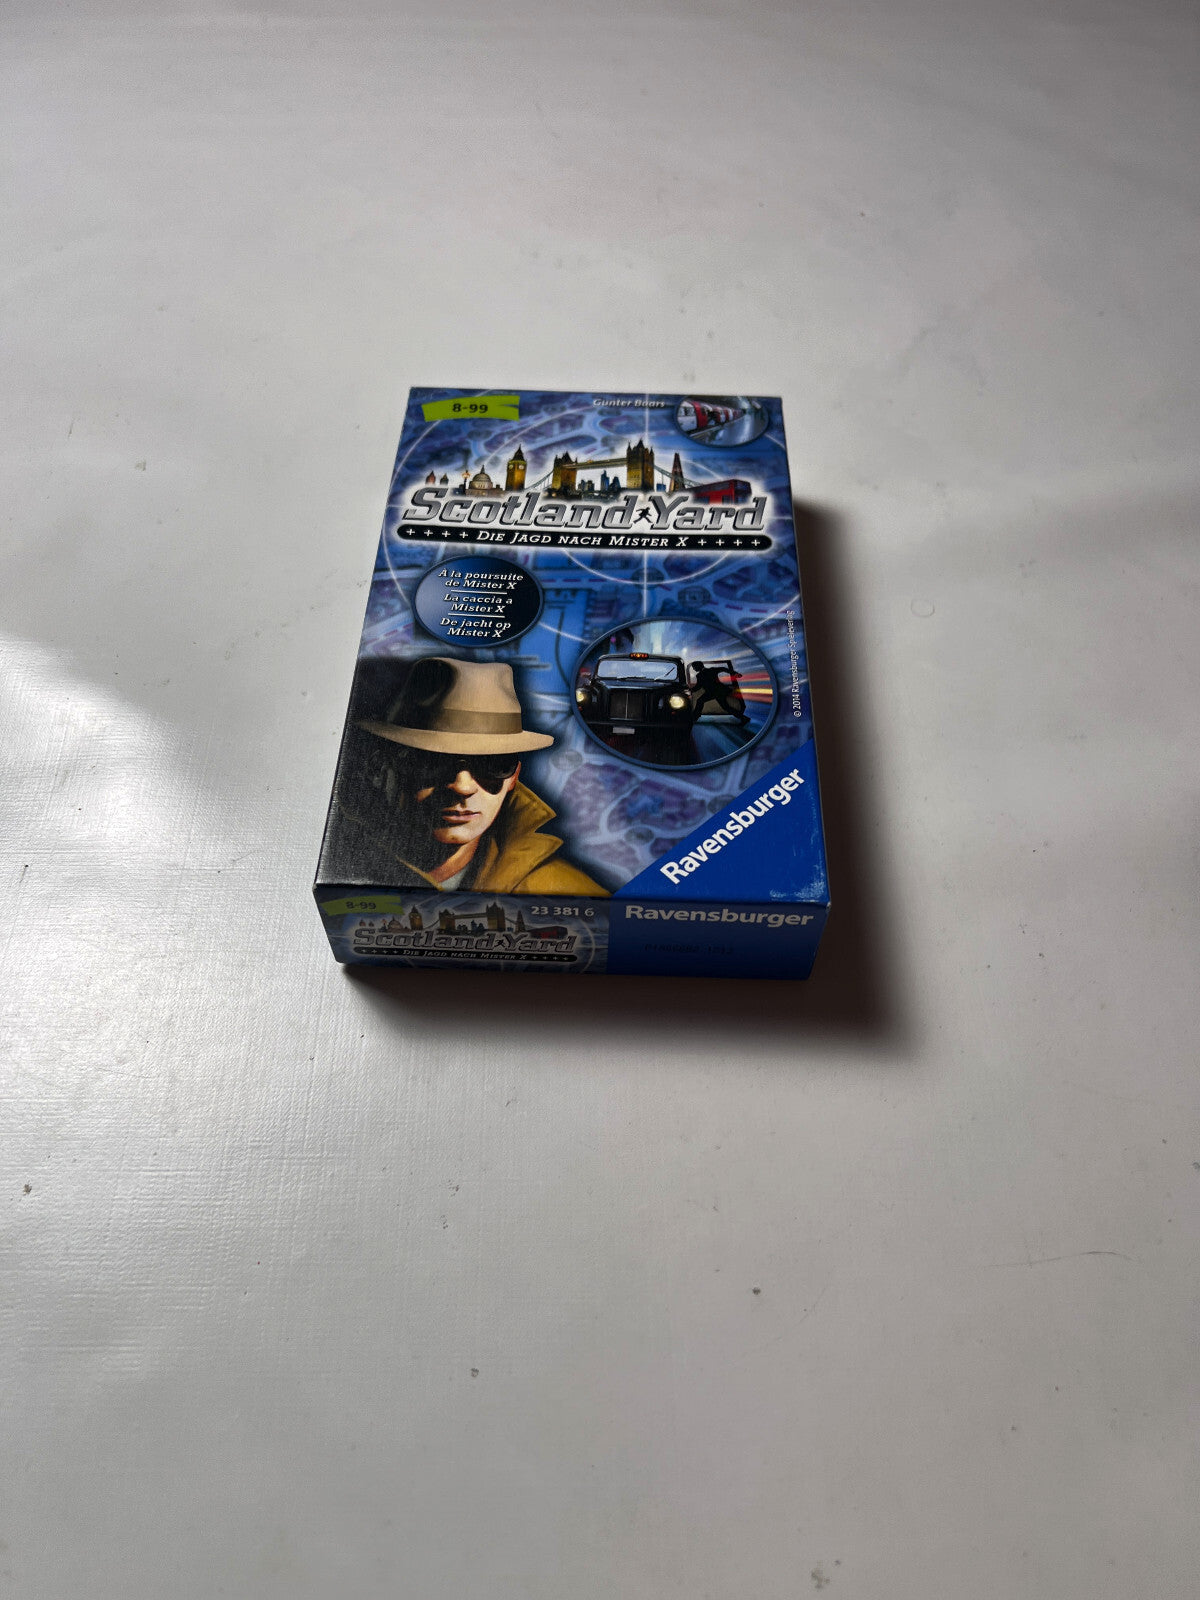 8-99
Gunter Baars
Scotland Yard
++++ DIE JAGD NACH MISTER X ++++
A la poursuite
de Mister X
La caccia a
Mister X
De jacht op
Mister X
© 2014 Ravensburger Spieleverlag
Ravensburger
8-99
23 381 6
Ravensburger
Scotland Yard
++++ DIE JAGD NACH MISTER X ++++